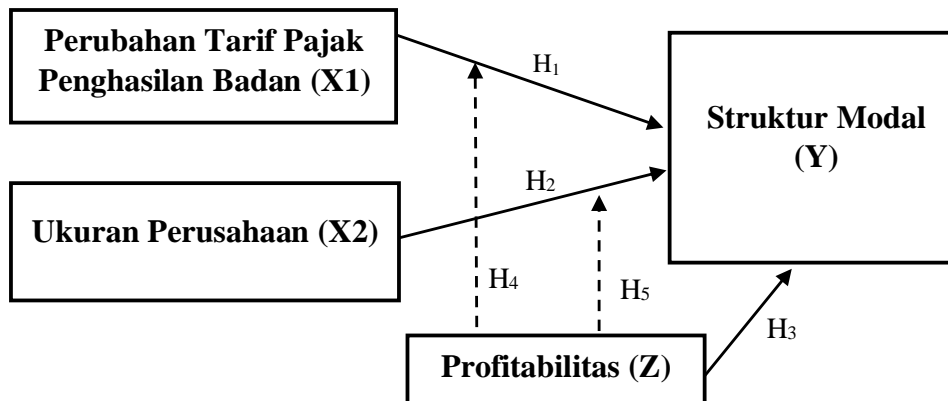 Perubahan Tarif Pajak
Penghasilan Badan (X1)
H1
Struktur Modal
(Y)
H2
Ukuran Perusahaan (X2)
H4
H5
H3
Profitabilitas (Z)